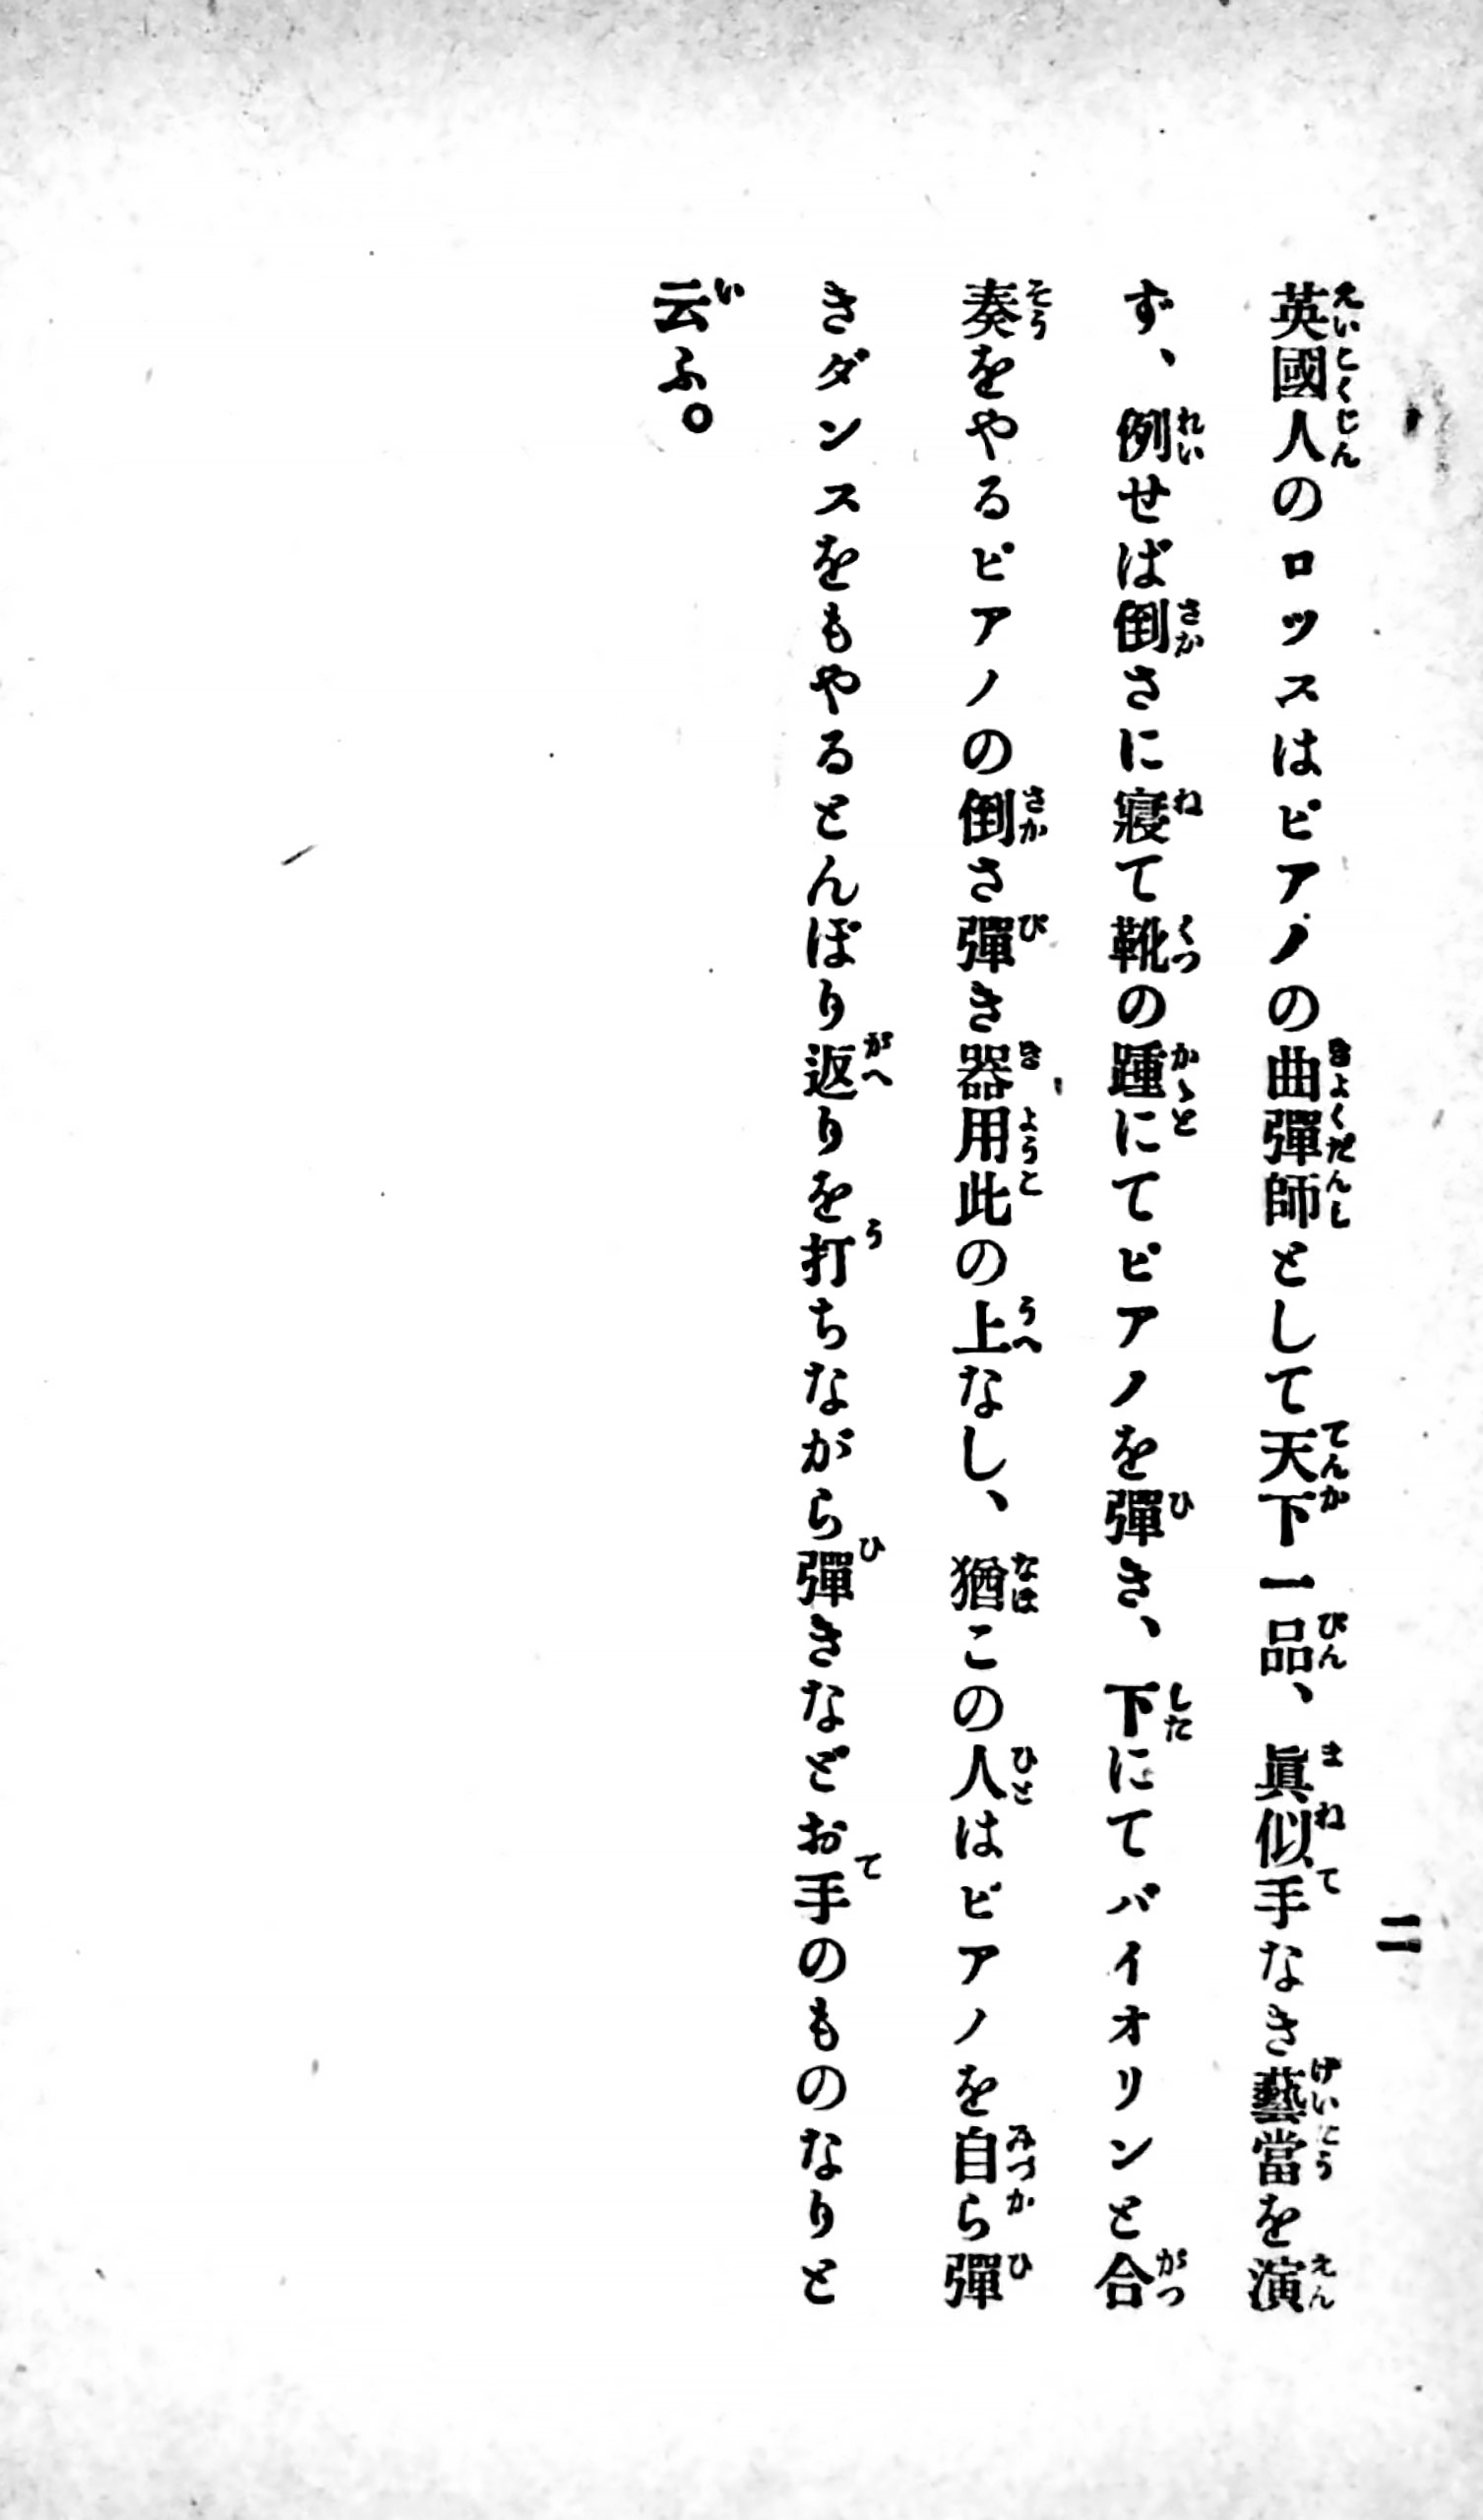 二
英國人のロツスはピアノの曲彈師として天下一品、眞似手なき藝當を演
ず、例せば倒さに寢て靴の踵にてピアノを彈き、下にてバイオリンと合
奏をやるピアノの倒さ彈き器用此の上なし、猶この人はピアノを自ら彈
きダンスをもやるとんぼり返りを打ちながら彈きなどお手のものなりと
云ふ。